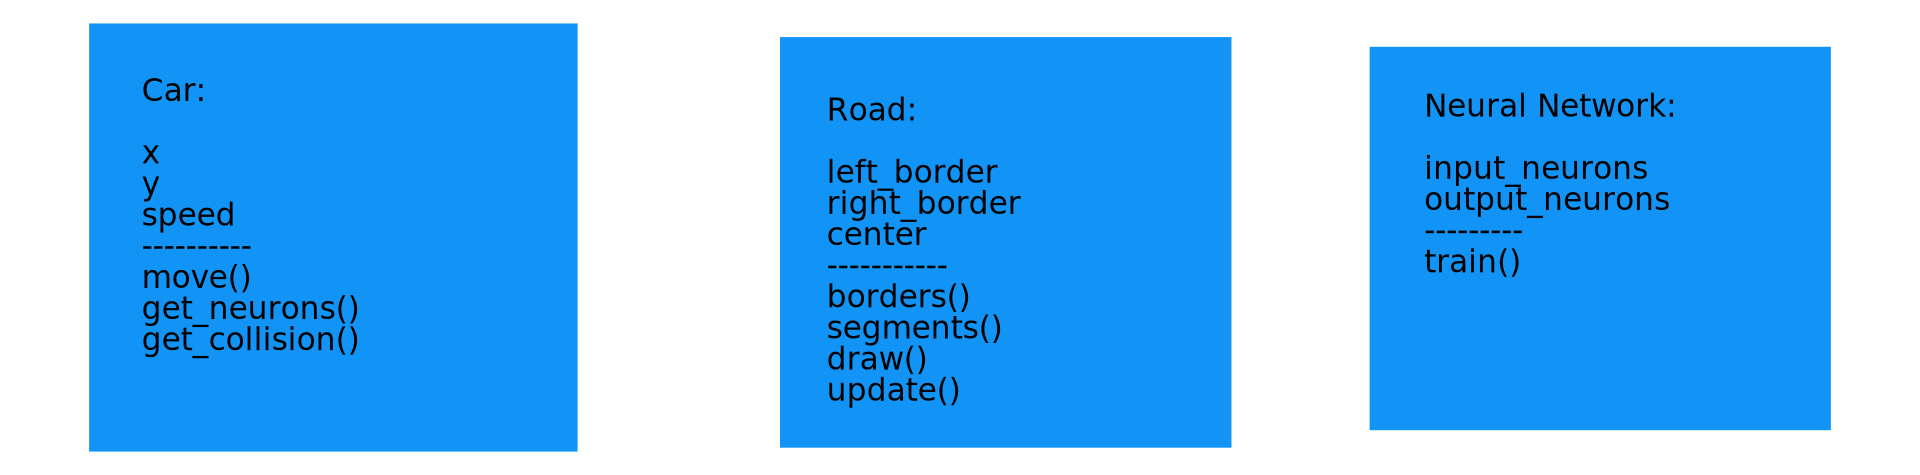 Car:
x
y
speed
----------
move()
get_neurons()
get_collision()
Road:
left_border
right_border
center
-----------
borders()
segments()
draw()
update()
Neural Network:
input_neurons
output_neurons
---------
train()